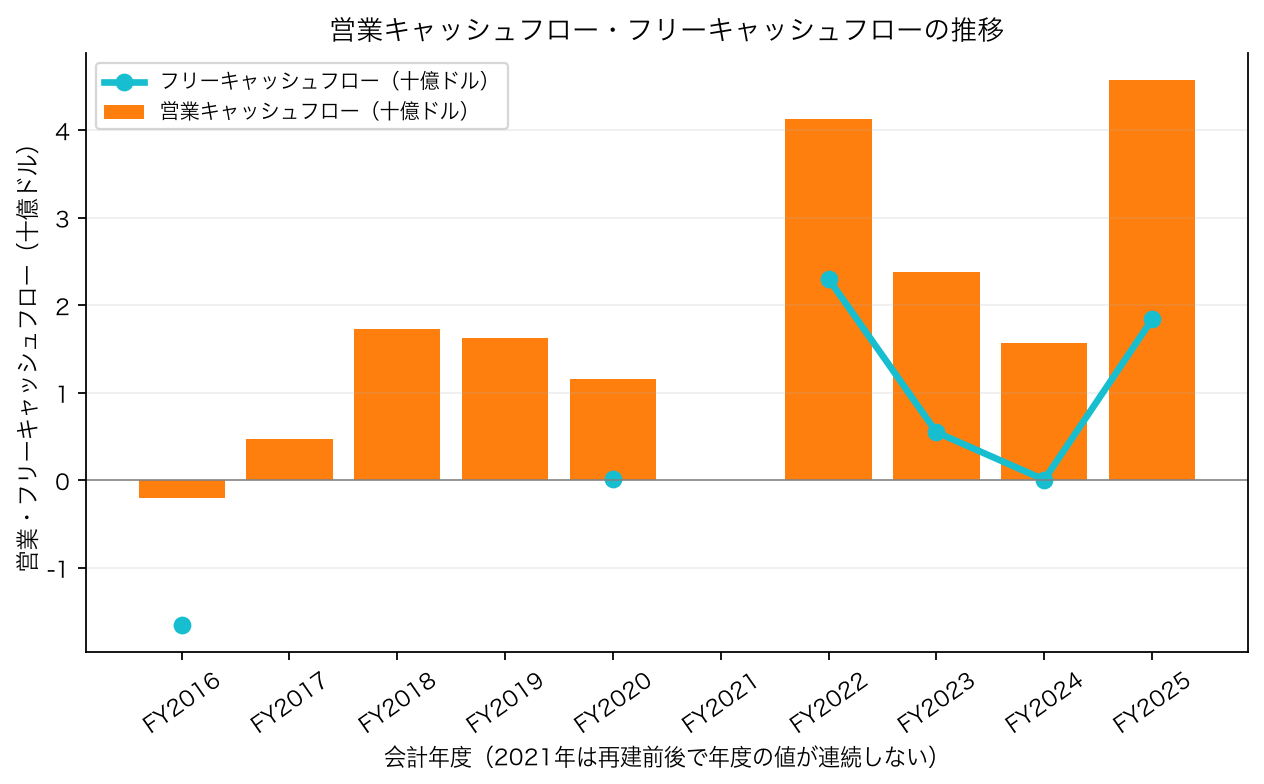 営業キャッシュフロー・フリーキャッシュフローの推移
フリーキャッシュフロー（十億ドル）
営業キャッシュフロー（十億ドル）
営業・フリーキャッシュフロー（十億ドル）
4
3
2
1
0
-1
FY2016
FY2017
FY2018
FY2019
FY2020
FY2021
FY2022
FY2023
FY2024
FY2025
会計年度（2021年は再建前後で年度の値が連続しない）